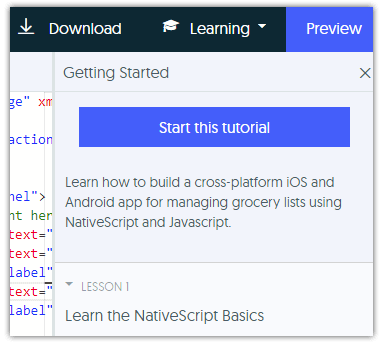 Download Learning Preview
Getting Started
Start this tutorial
Learn how to build a cross-platform iOS and
Android app for managing grocery lists using
NativeScript and Javascript.
LESSON 1
Learn the NativeScript Basics
ge" xm
action
nel">
nt her
text="
text="
label"
text="
label"